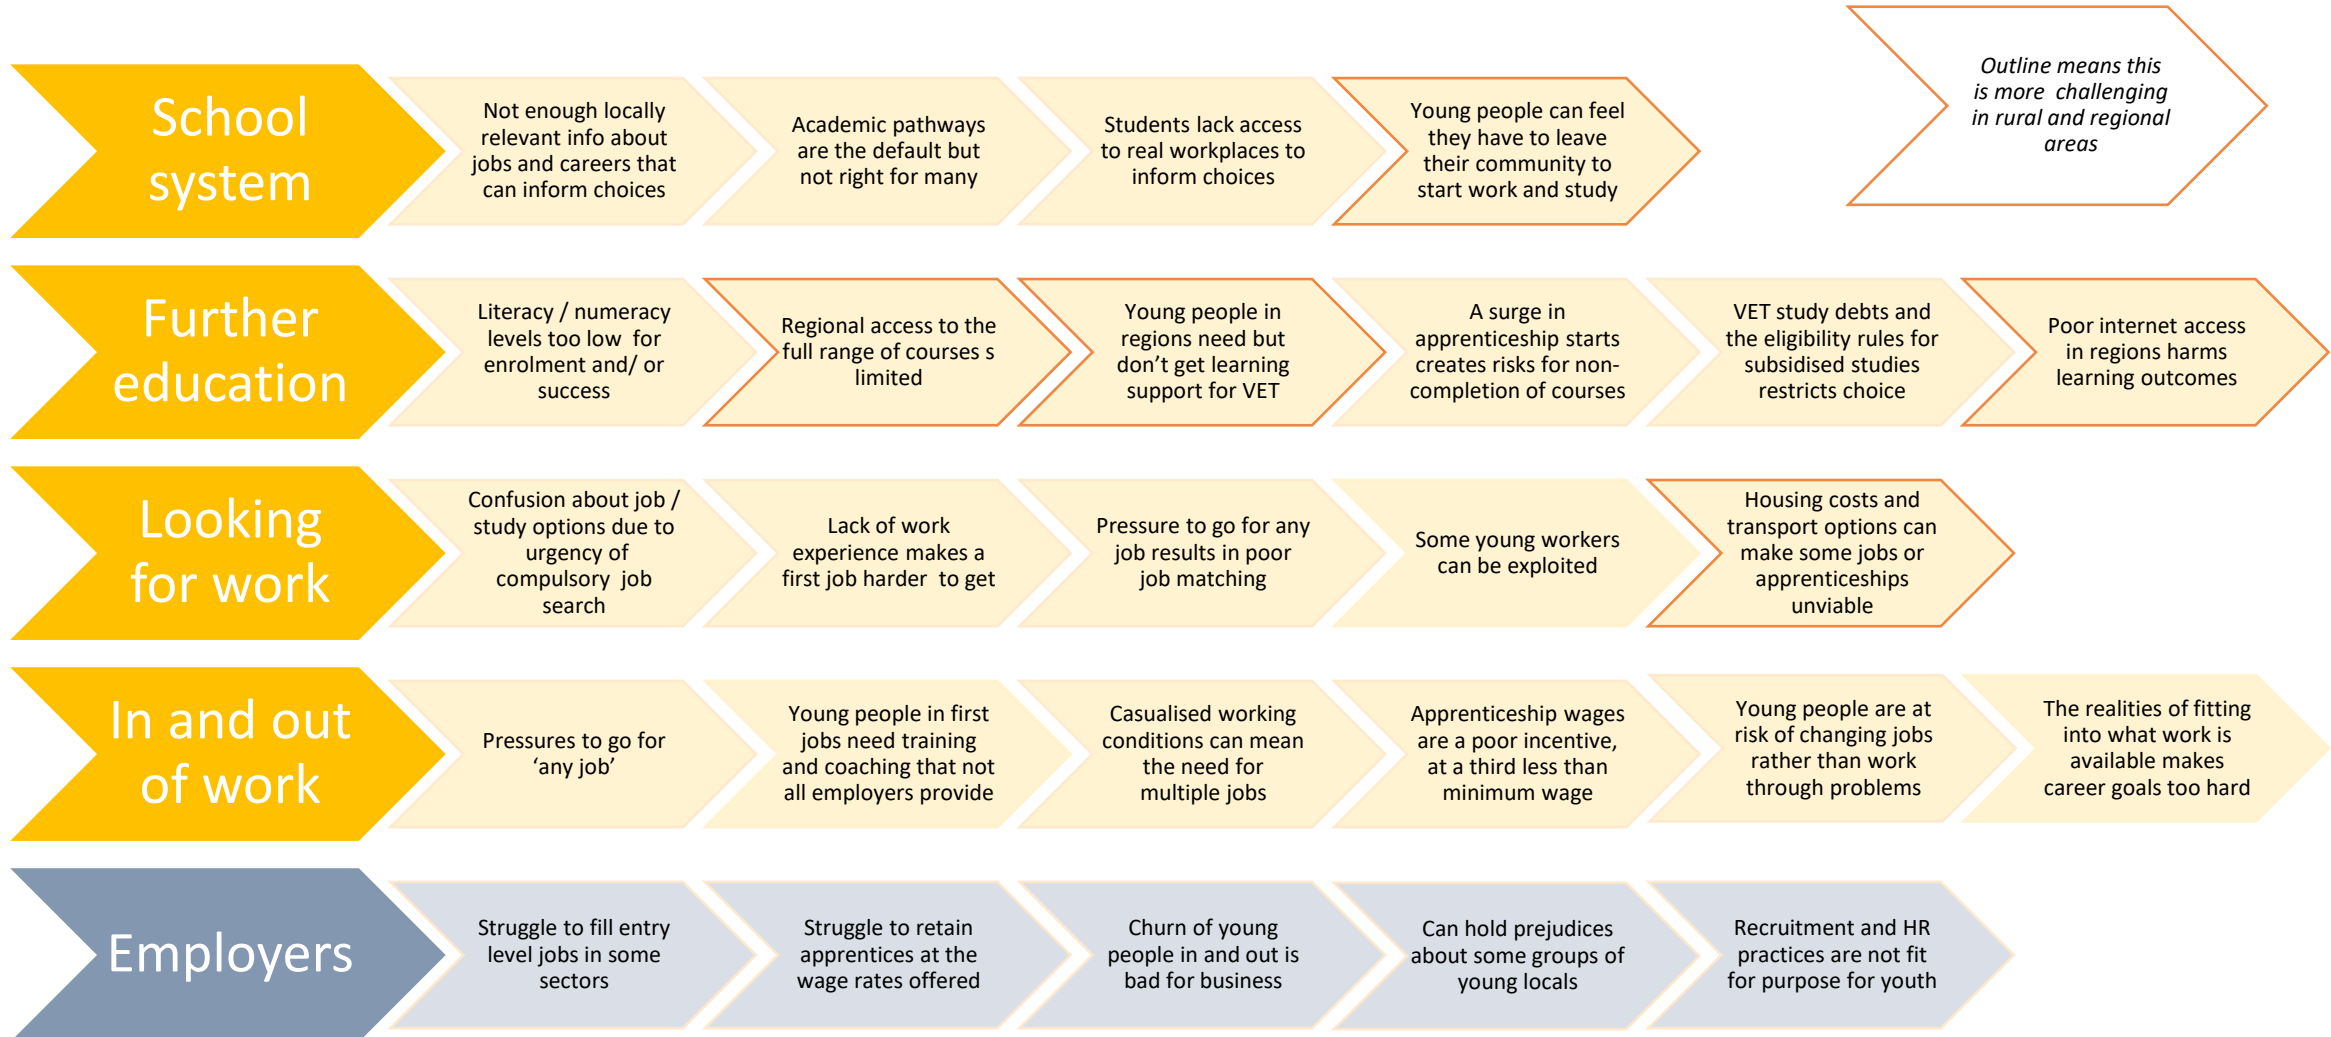 School
system
Not enough locally
relevant info about
jobs and careers that
can inform choices
Academic pathways
are the default but
not right for many
Students lack access
to real workplaces to
inform choices
Young people can feel
they have to leave
their community to
start work and study
Outline means this
is more challenging
in rural and regional
areas
Further
education
Literacy / numeracy
levels too low for
enrolment and/ or
success
Regional access to the
full range of courses s
limited
Young people in
regions need but
don’t get learning
support for VET
A surge in
apprenticeship starts
creates risks for non-
completion of courses
VET study debts and
the eligibility rules for
subsidised studies
restricts choice
Poor internet access
in regions harms
learning outcomes
Looking
for work
Confusion about job /
study options due to
urgency of
compulsory job
search
Lack of work
experience makes a
first job harder to get
Pressure to go for any
job results in poor
job matching
Some young workers
can be exploited
Housing costs and
transport options can
make some jobs or
apprenticeships
unviable
In and out
of work
Pressures to go for
‘any job’
Young people in first
jobs need training
and coaching that not
all employers provide
Casualised working
conditions can mean
the need for
multiple jobs
Apprenticeship wages
are a poor incentive,
at a third less than
minimum wage
Young people are at
risk of changing jobs
rather than work
through problems
The realities of fitting
into what work is
available makes
career goals too hard
Employers
Struggle to fill entry
level jobs in some
sectors
Struggle to retain
apprentices at the
wage rates offered
Churn of young
people in and out is
bad for business
Can hold prejudices
about some groups of
young locals
Recruitment and HR
practices are not fit
for purpose for youth